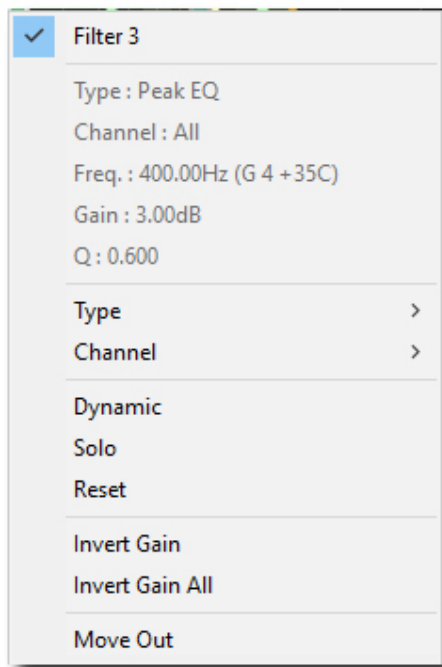 Filter 3
Type : Peak EQ
Channel : All
Freq. : 400.00Hz (G 4 +35C)
Gain : 3.00dB
Q : 0.600
Type
Channel
Dynamic
Solo
Reset
Invert Gain
Invert Gain All
Move Out